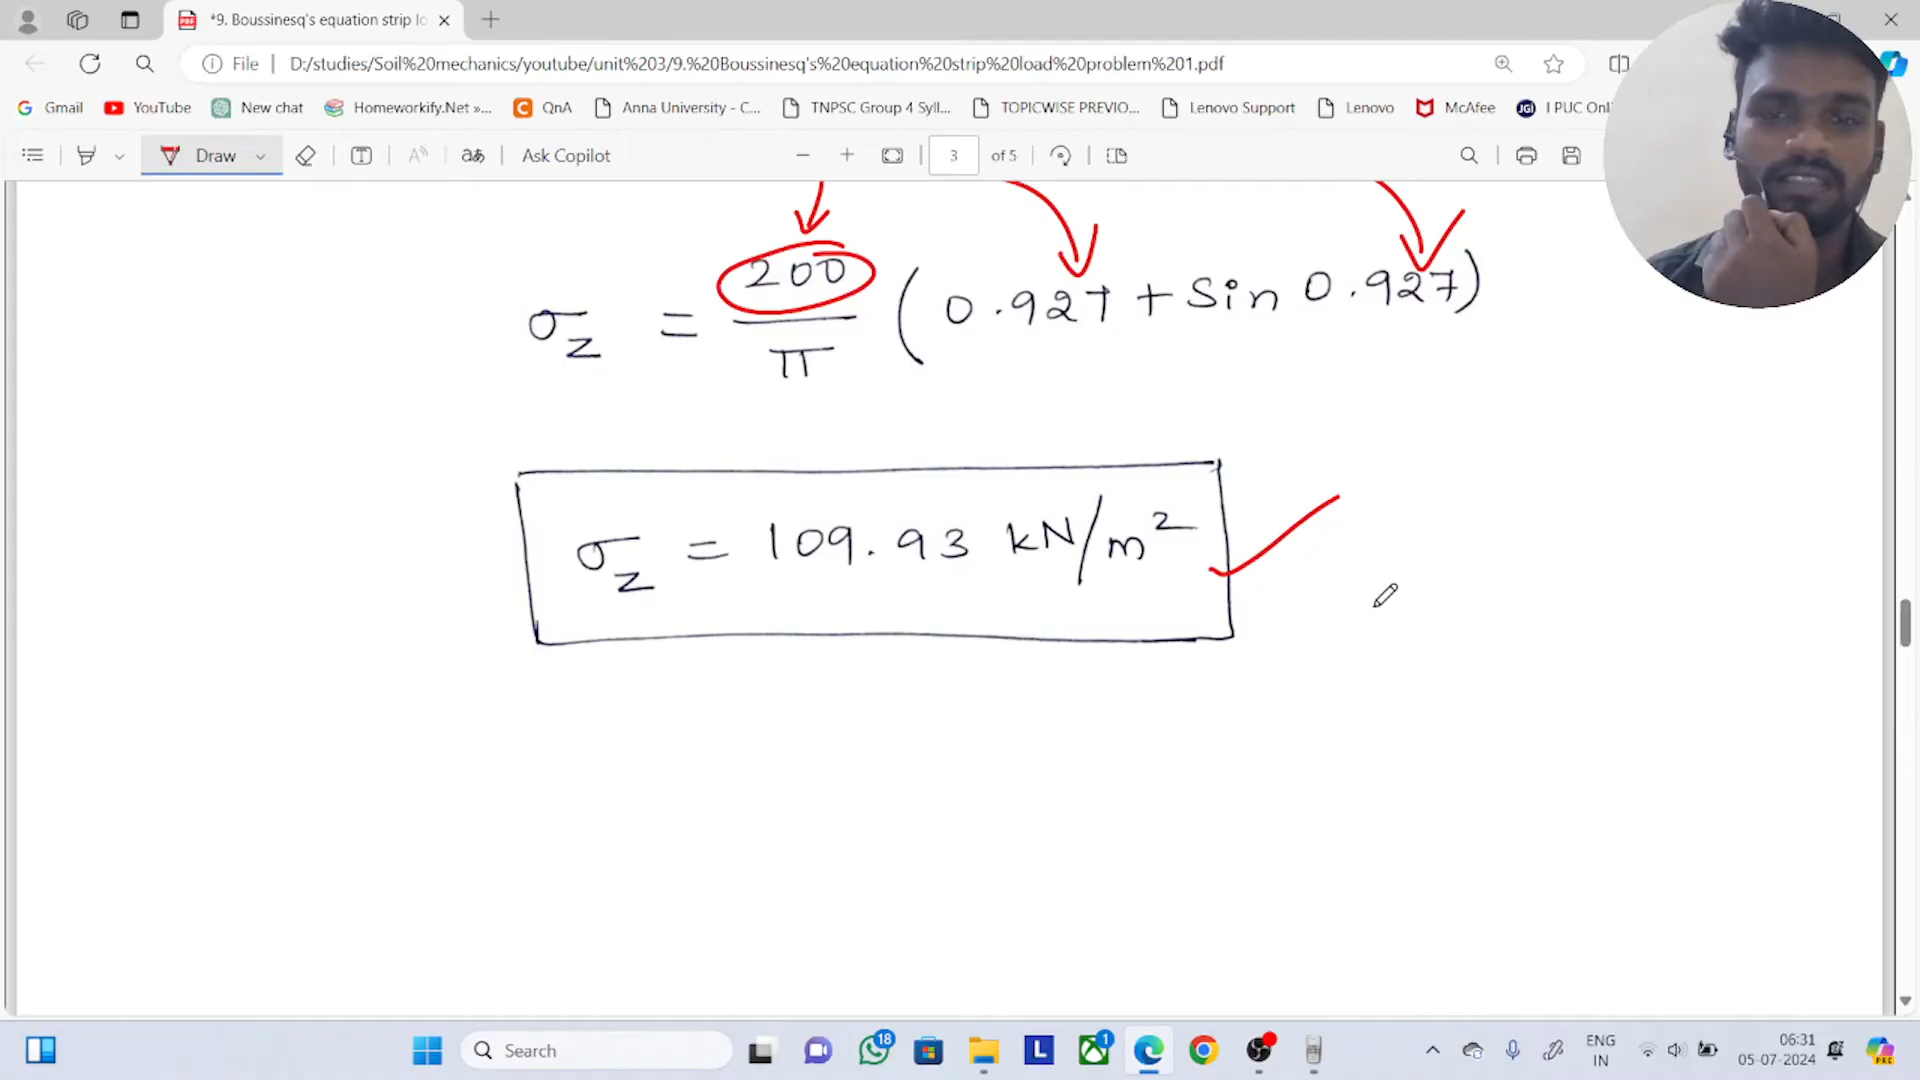 *9. Boussinesq's equation strip lo
File
D:/studies/Soil%20mechanics/youtube/unit%203/9.%20Boussinesq's%20equation%20strip%20load%20problem%201.pdf
Gmail YouTube New chat Homeworkify.Net »... QnA Anna University - C... TNPSC Group 4 Syll... TOPICWISE PREVIO... Lenovo Support Lenovo McAfee I PUC Onli
Draw Ask Copilot 3 of 5
σz = 200/π (0.927 + Sin 0.927)
σz = 109.93 kN/m²
Search 18 1 ENG 06:31
IN 05-07-2024